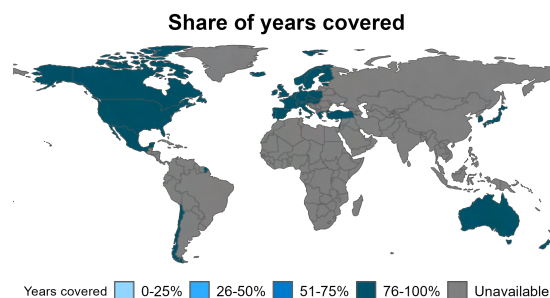 Share of years covered
Years covered 0-25% 26-50% 51-75% 76-100% Unavailable